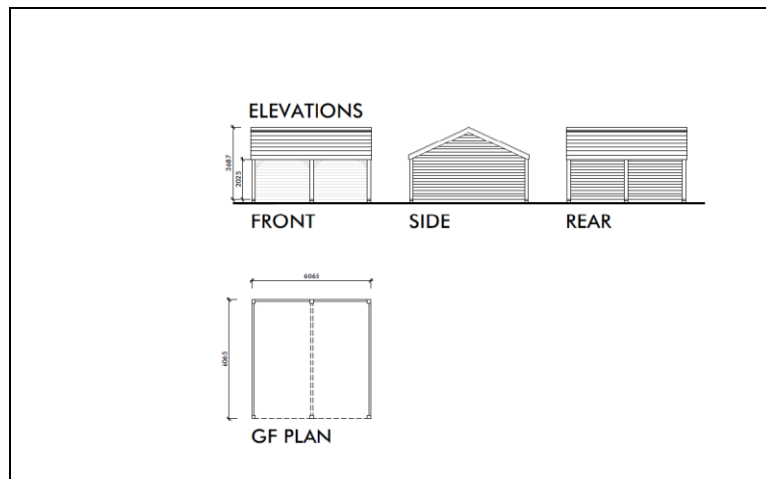 ELEVATIONS
3687
2025
FRONT
SIDE
REAR
6065
6065
GF PLAN